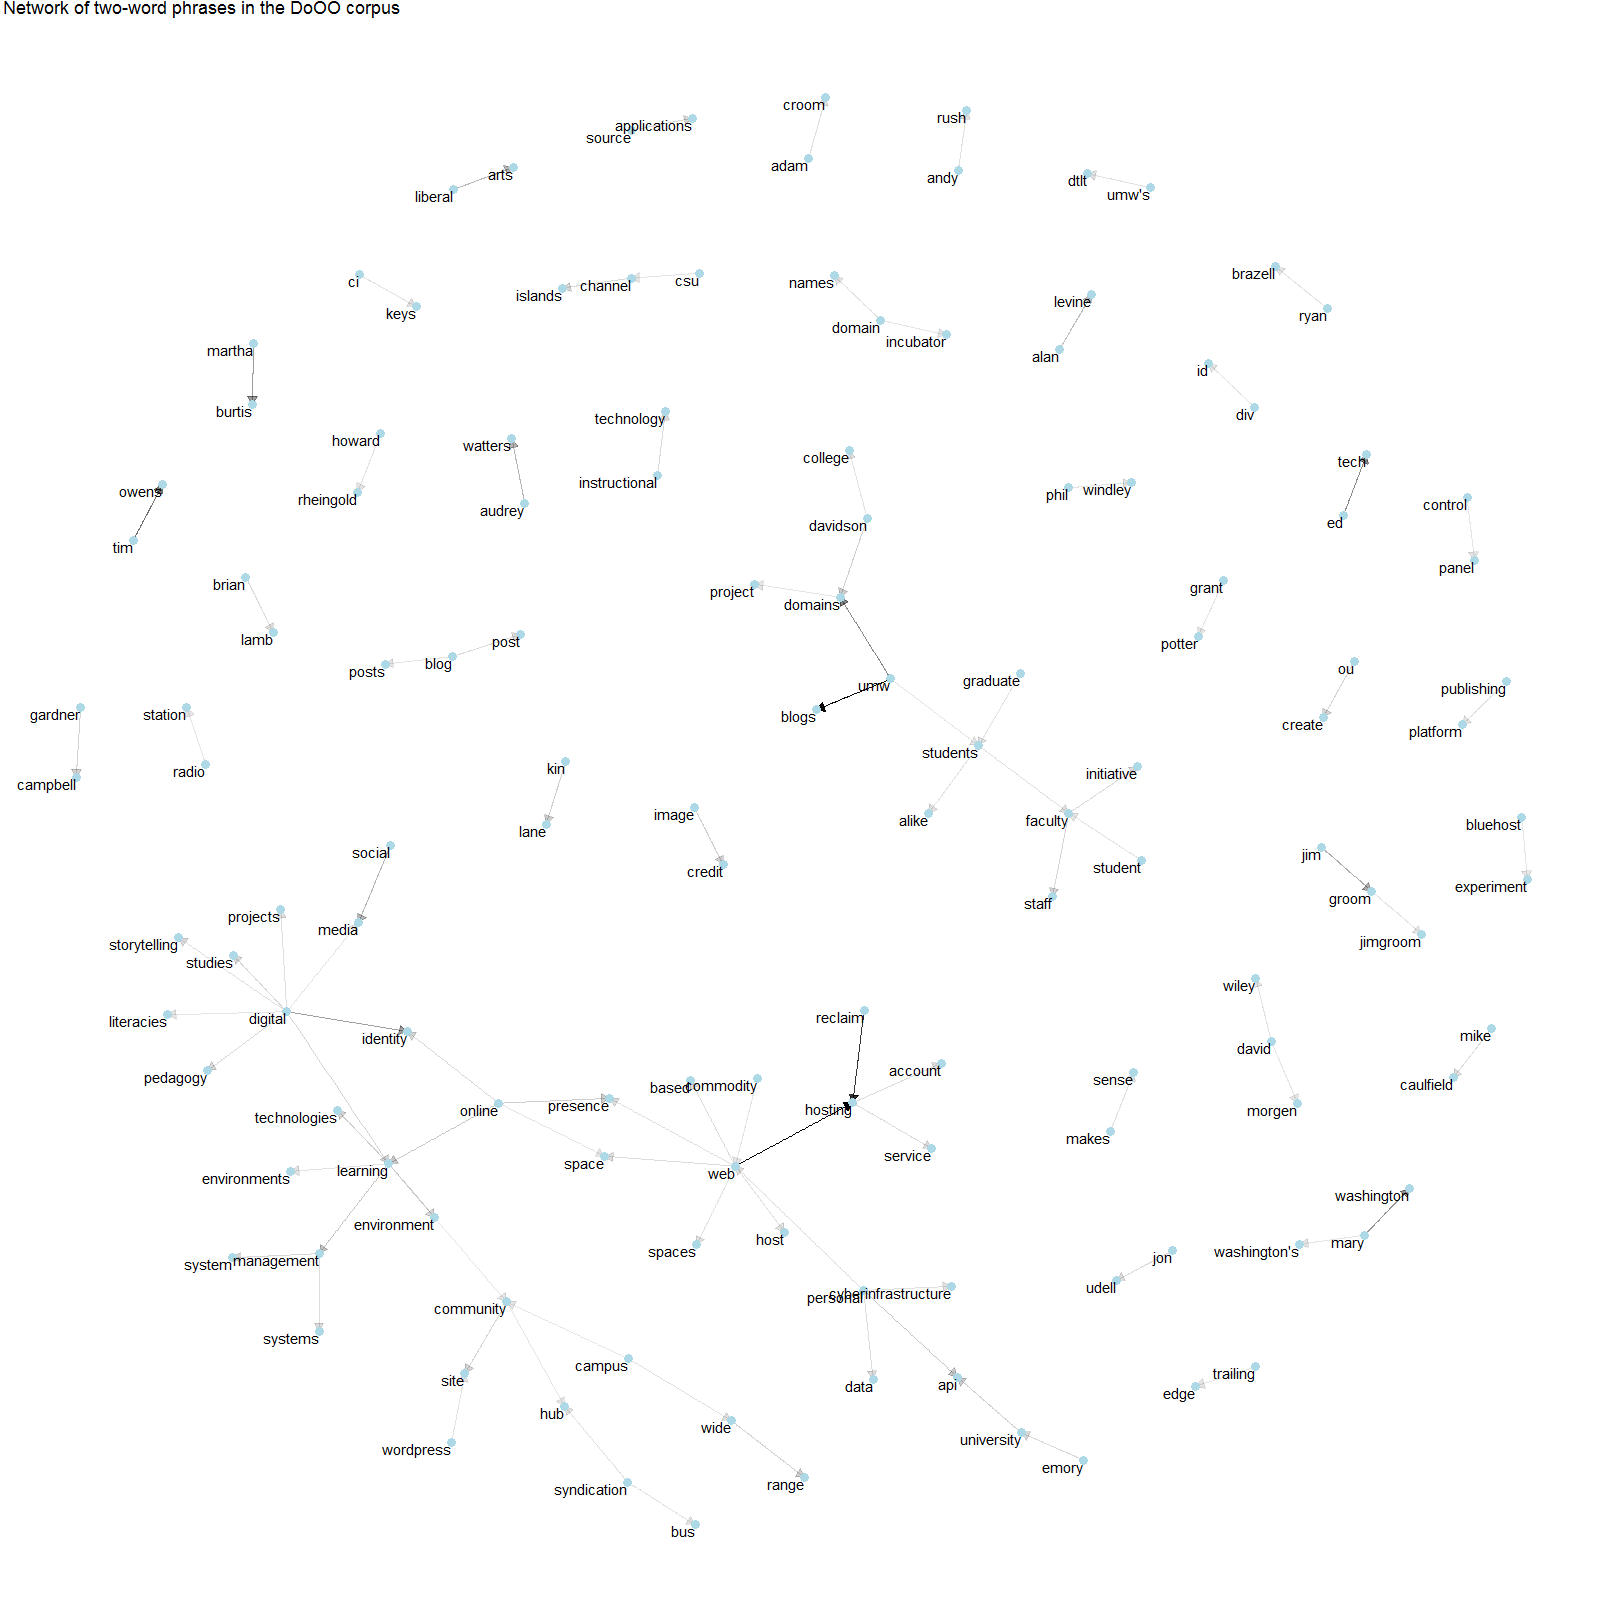 Network of two-word phrases in the DoOO corpus
croom
applications
rush
source
adam
arts
andy
dtlt
liberal
umw's
brazell
ci
channel
csu
names
islands
levine
keys
ryan
domain
incubator
martha
alan
id
burtis
div
technology
howard
watters
college
tech
instructional
owens
rheingold
phil
windley
control
audrey
davidson
ed
tim
panel
brian
project
grant
domains
lamb
post
potter
blog
posts
ou
umw
graduate
publishing
gardner
station
blogs
create
platform
students
kin
radio
initiative
campbell
image
alike
faculty
bluehost
lane
social
jim
credit
student
experiment
projects
media
staff
groom
storytelling
jimgroom
studies
wiley
reclaim
literacies
digital
identity
mike
david
account
pedagogy
based
commodity
sense
caulfield
presence
online
hosting
morgen
technologies
makes
service
space
learning
web
environments
washington
environment
host
mary
spaces
washington's
jon
system
management
udell
cyberinfrastructure
personal
community
systems
campus
trailing
site
data
api
edge
hub
wide
wordpress
university
emory
range
syndication
bus